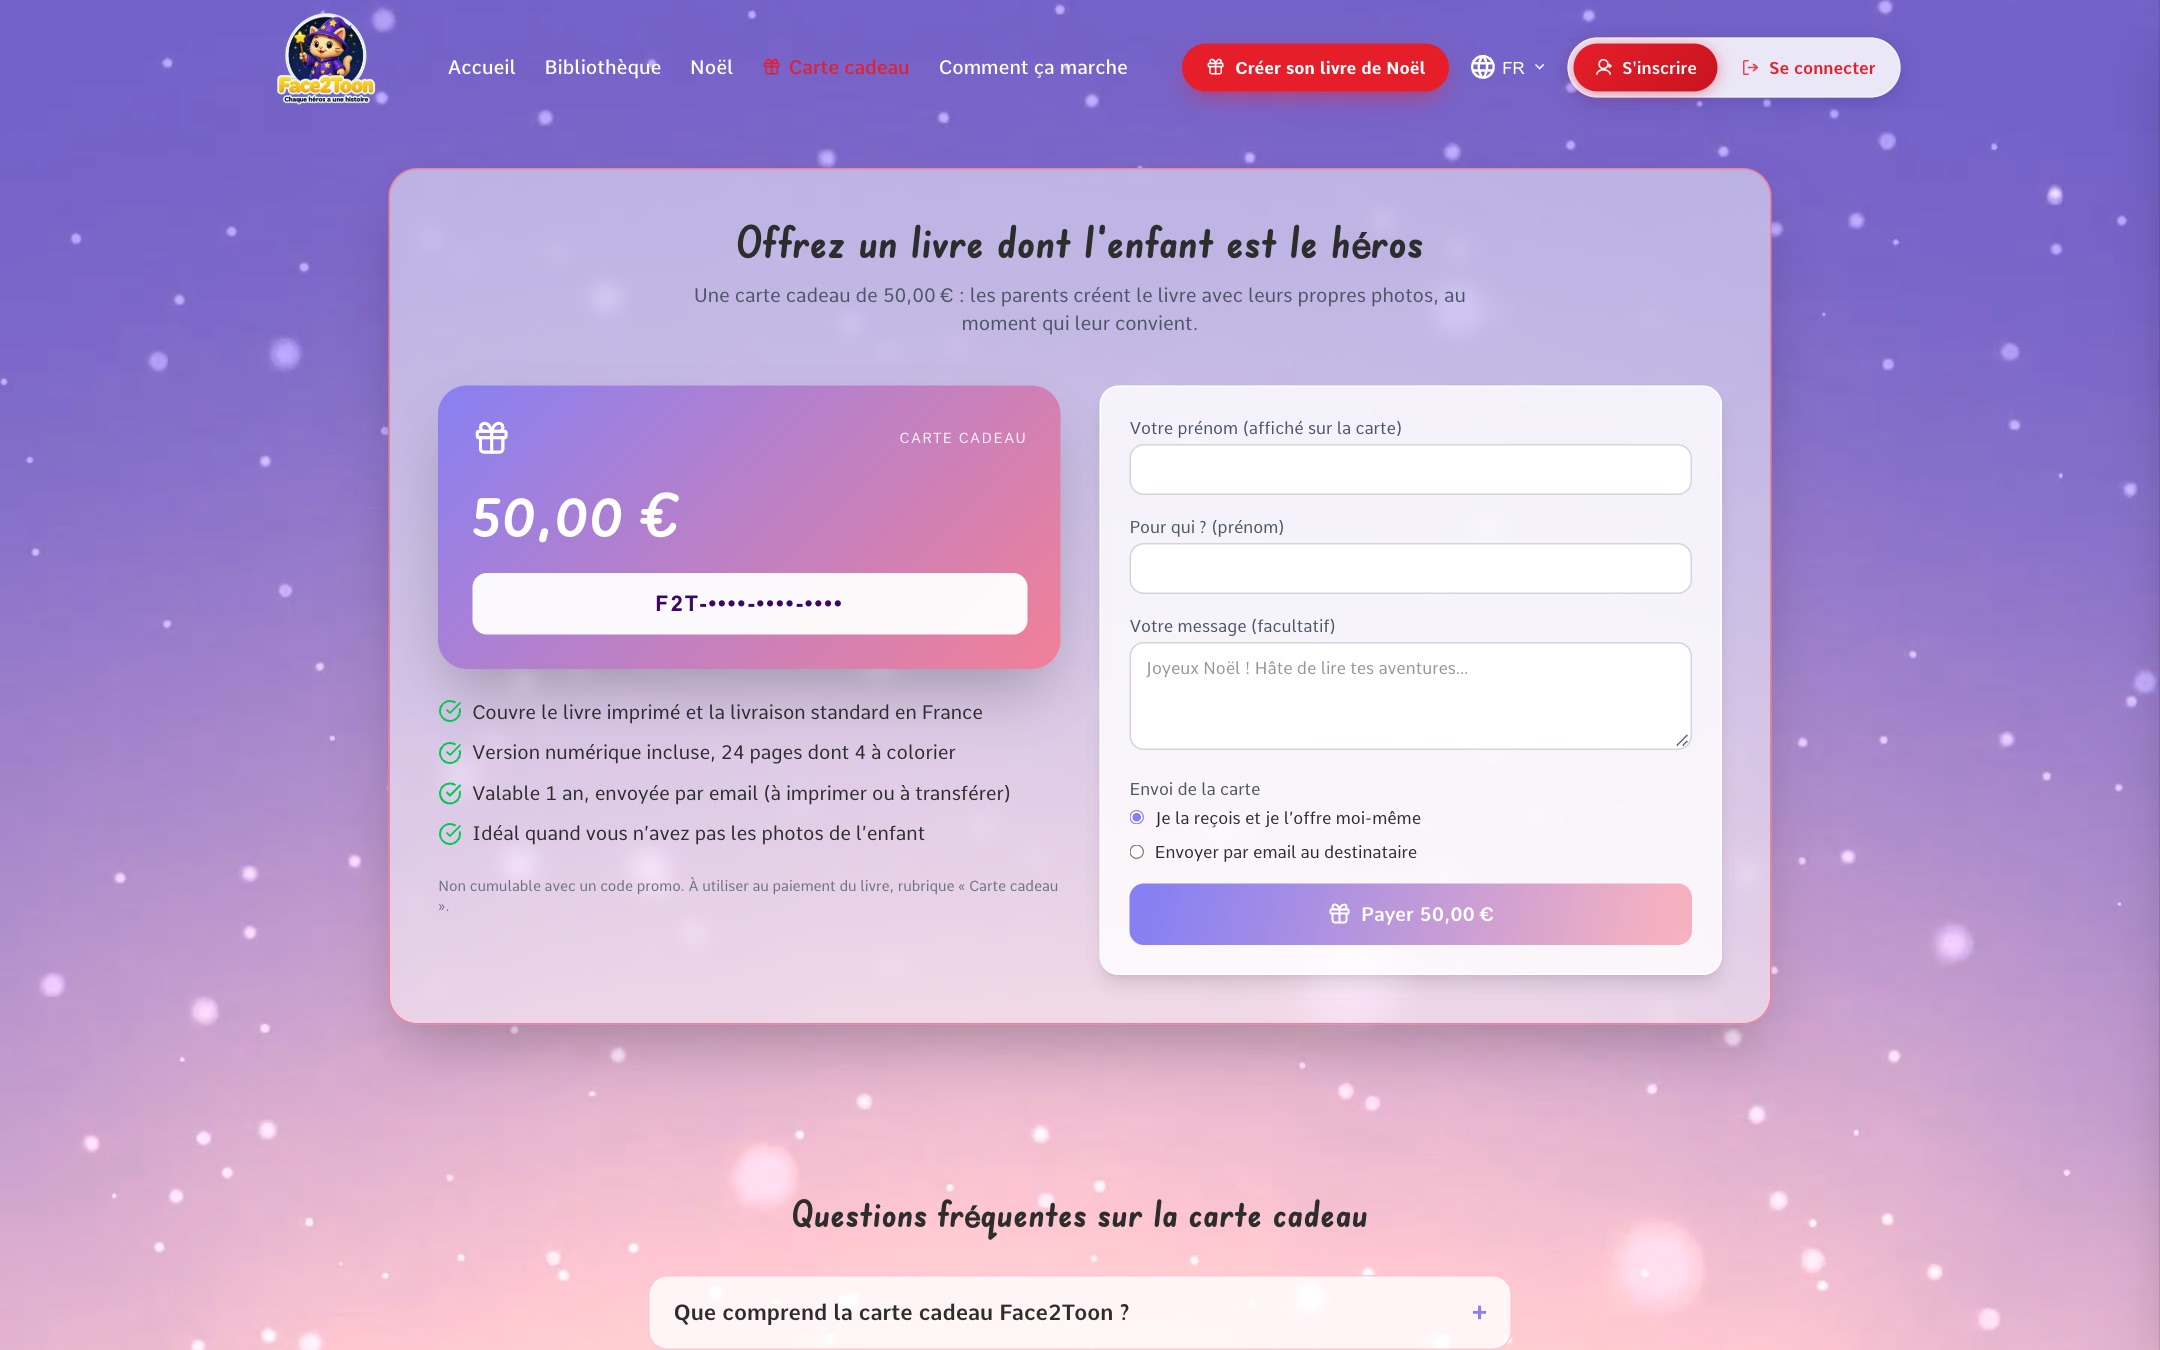 Face2Toon
Chaque héros a une histoire
Accueil
Bibliothèque
Noël
Carte cadeau
Comment ça marche
Créer son livre de Noël
FR
S'inscrire
Se connecter
Offrez un livre dont l'enfant est le héros
Une carte cadeau de 50,00 € : les parents créent le livre avec leurs propres photos, au
moment qui leur convient.
CARTE CADEAU
50,00 €
F2T-••••-••••-••••
Couvre le livre imprimé et la livraison standard en France
Version numérique incluse, 24 pages dont 4 à colorier
Valable 1 an, envoyée par email (à imprimer ou à transférer)
Idéal quand vous n’avez pas les photos de l’enfant
Non cumulable avec un code promo. À utiliser au paiement du livre, rubrique « Carte cadeau
».
Votre prénom (affiché sur la carte)
Pour qui ? (prénom)
Votre message (facultatif)
Joyeux Noël ! Hâte de lire tes aventures...
Envoi de la carte
Je la reçois et je l’offre moi-même
Envoyer par email au destinataire
Payer 50,00 €
Questions fréquentes sur la carte cadeau
Que comprend la carte cadeau Face2Toon ?
+